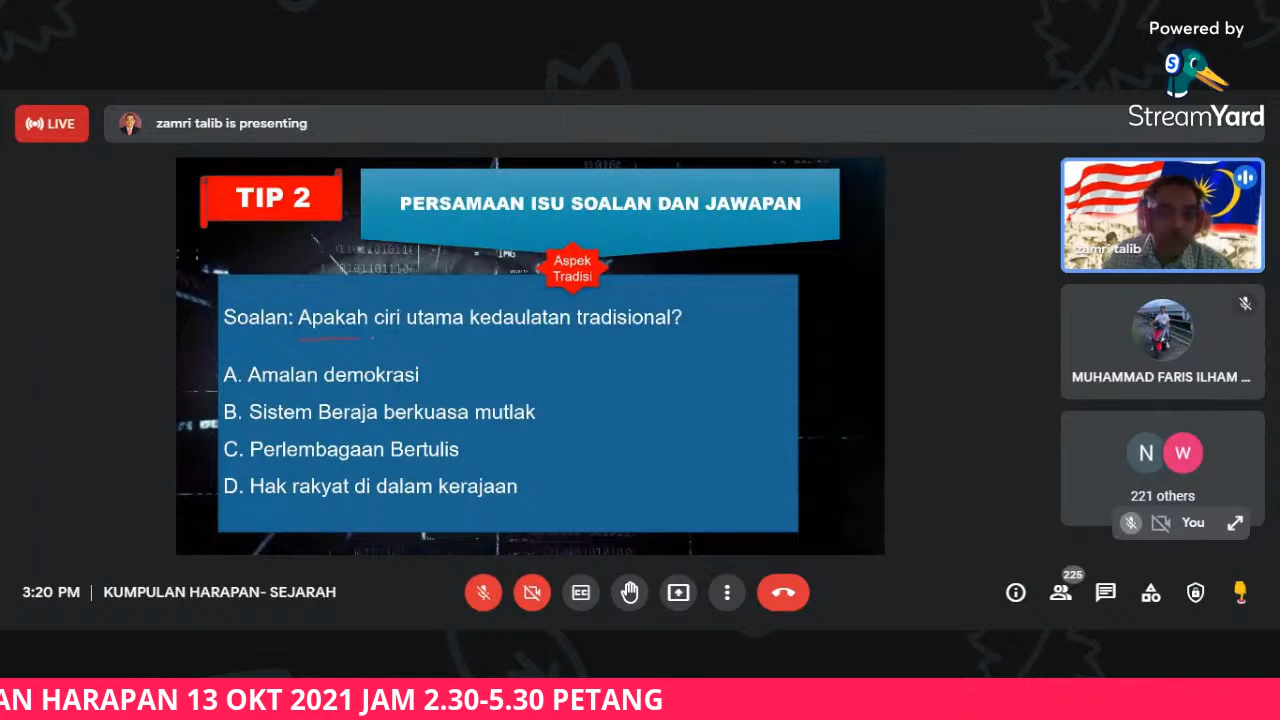 Powered by
StreamYard
LIVE
zamri talib is presenting
TIP 2
PERSAMAAN ISU SOALAN DAN JAWAPAN
Aspek
Tradisi
Soalan: Apakah ciri utama kedaulatan tradisional?
A. Amalan demokrasi
B. Sistem Beraja berkuasa mutlak
C. Perlembagaan Bertulis
D. Hak rakyat di dalam kerajaan
zamri talib
MUHAMMAD FARIS ILHAM ...
N W
221 others
You
3:20 PM | KUMPULAN HARAPAN- SEJARAH
225
AN HARAPAN 13 OKT 2021 JAM 2.30-5.30 PETANG